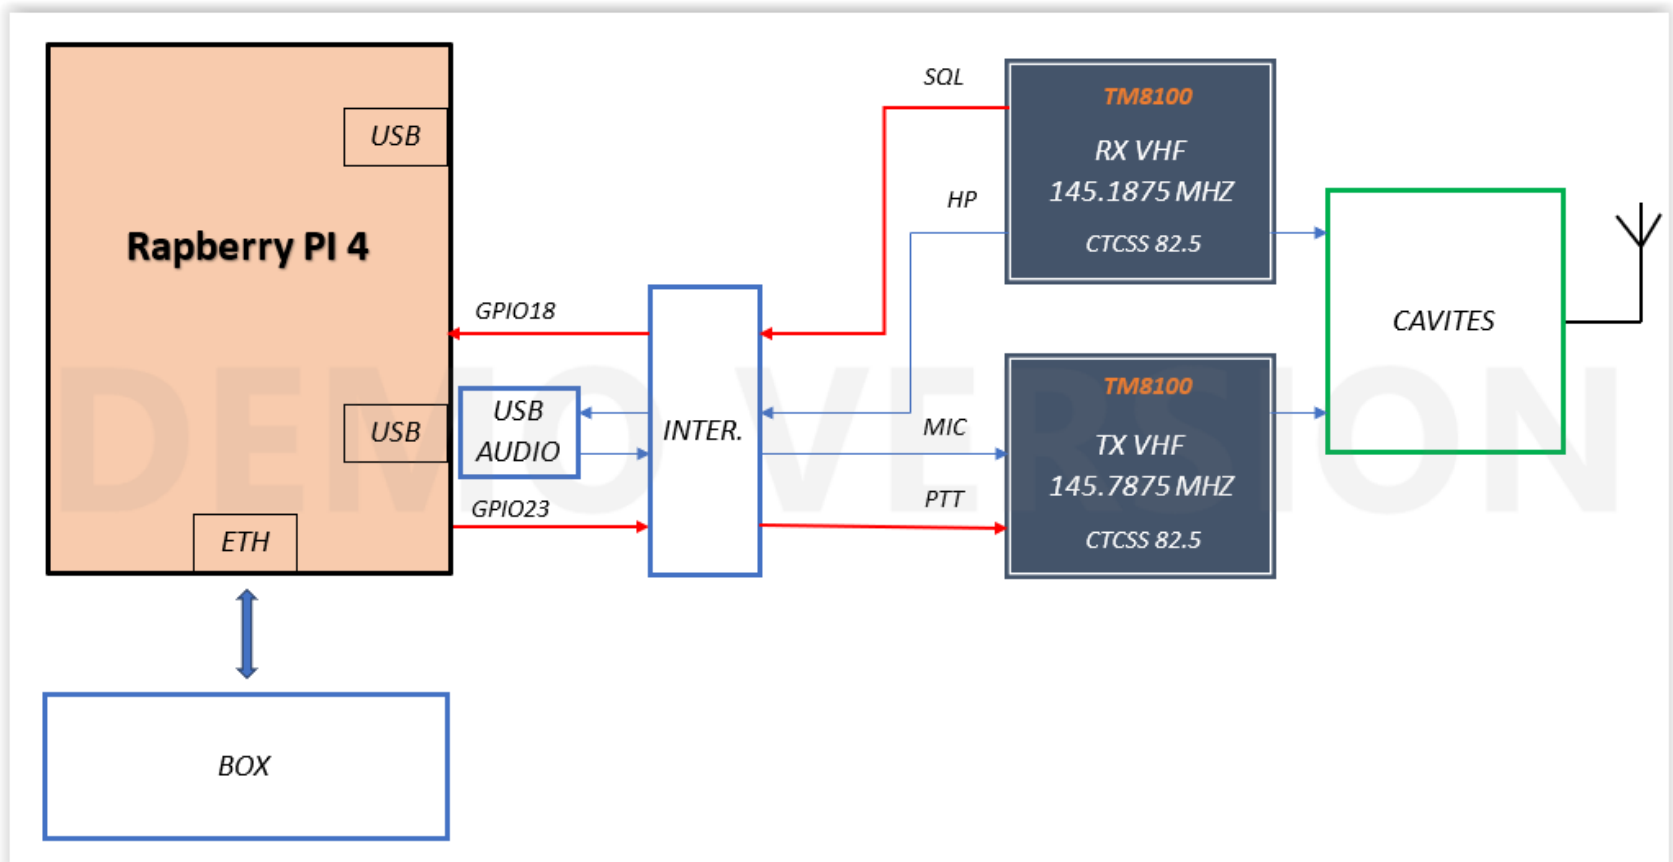 USB
Rapberry PI 4
USB
ETH
BOX
GPIO18
USB
AUDIO
GPIO23
INTER.
SQL
HP
MIC
PTT
TM8100
RX VHF
145.1875 MHZ
CTCSS 82.5
TM8100
TX VHF
145.7875 MHZ
CTCSS 82.5
CAVITES
DEMO VERSION